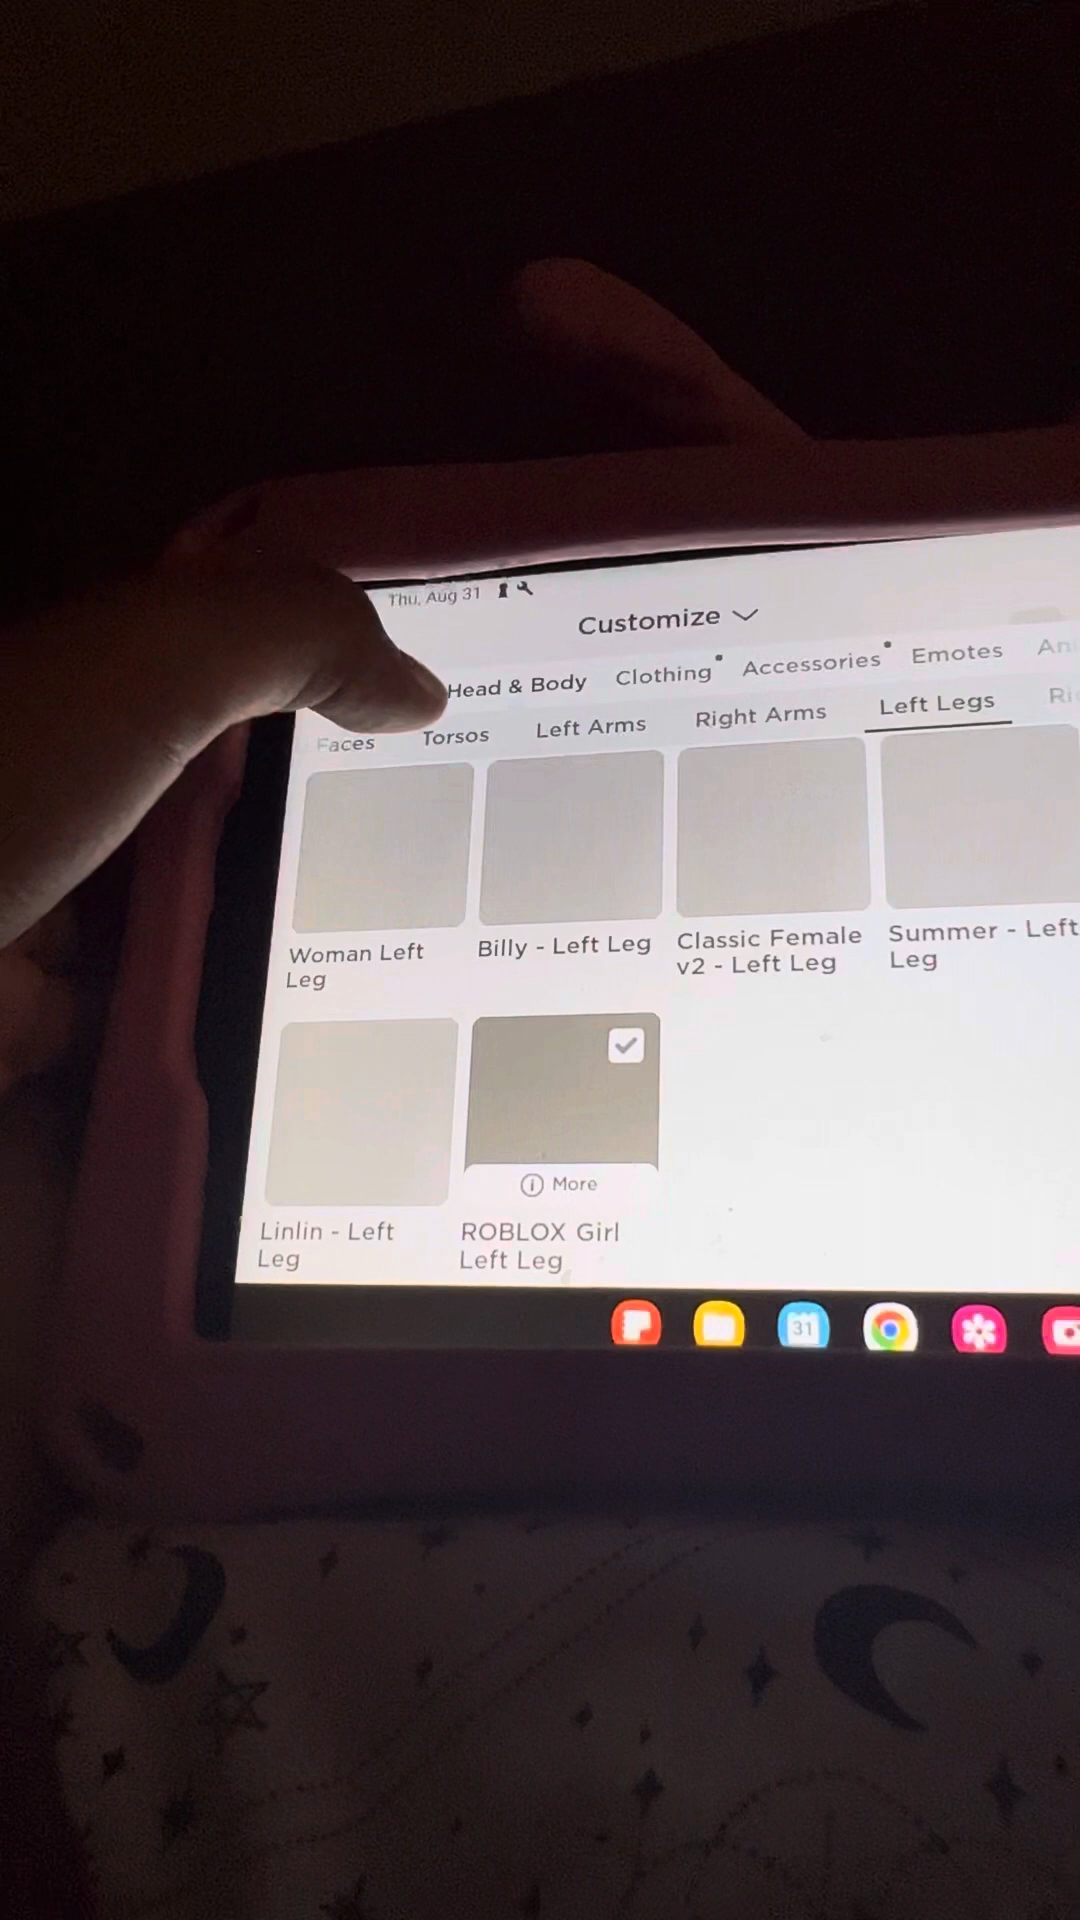 Thu, Aug 31
Customize
Head & Body Clothing Accessories Emotes
Faces Torsos Left Arms Right Arms Left Legs
Woman Left
Leg
Billy - Left Leg
Classic Female
v2 - Left Leg
Summer - Left
Leg
More
Linlin - Left
Leg
ROBLOX Girl
Left Leg
31